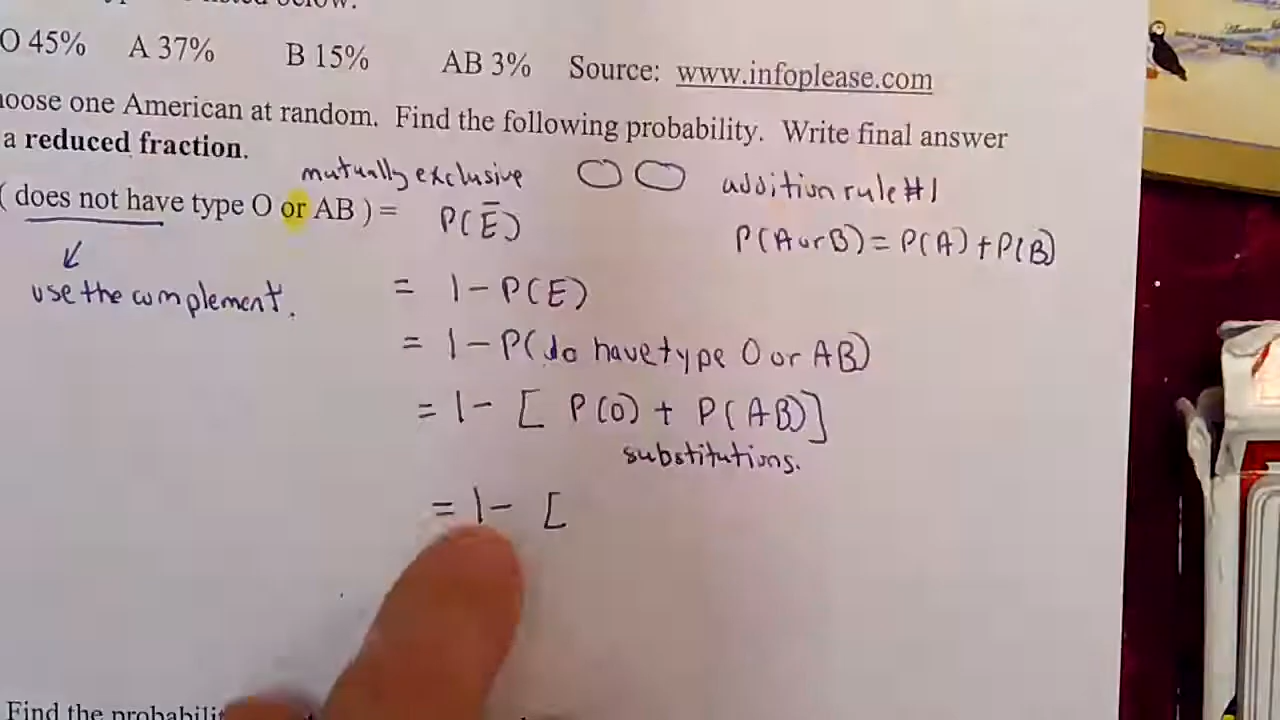 O 45% A 37% B 15% AB 3% Source: www.infoplease.com
oose one American at random. Find the following probability. Write final answer
a reduced fraction.
mutually exclusive addition rule #1
( does not have type O or AB ) = P(E̅) P(A or B) = P(A) + P(B)
use the complement. = 1 - P(E)
= 1 - P(do have type O or AB)
= 1 - [ P(O) + P(AB)]
substitutions.
= 1 - [
Find the probabilit